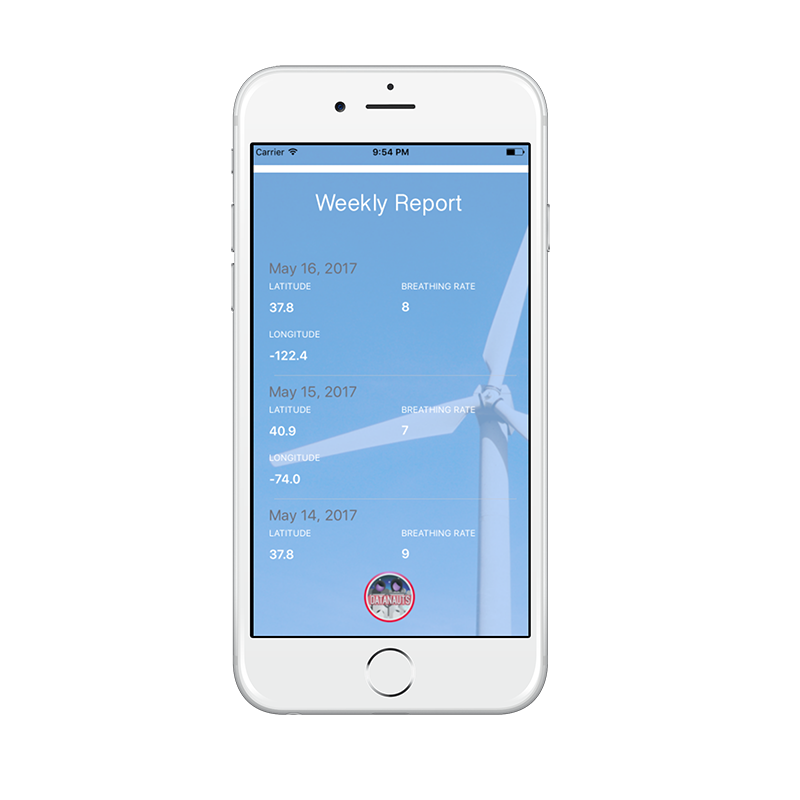 Carrier 9:54 PM
Weekly Report
May 16, 2017
LATITUDE BREATHING RATE
37.8 8
LONGITUDE
-122.4
May 15, 2017
LATITUDE BREATHING RATE
40.9 7
LONGITUDE
-74.0
May 14, 2017
LATITUDE BREATHING RATE
37.8 9
DATANAUTS